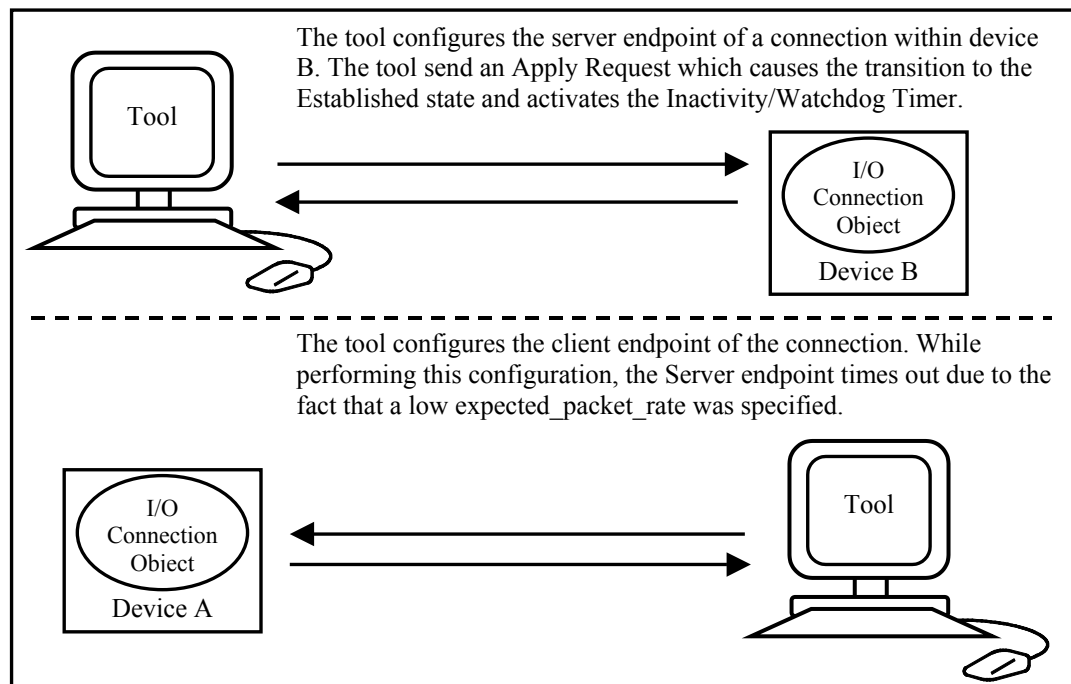 The tool configures the server endpoint of a connection within device
B. The tool send an Apply Request which causes the transition to the
Established state and activates the Inactivity/Watchdog Timer.
Tool
I/O
Connection
Object
Device B
The tool configures the client endpoint of the connection. While
performing this configuration, the Server endpoint times out due to the
fact that a low expected_packet_rate was specified.
I/O
Connection
Object
Device A
Tool